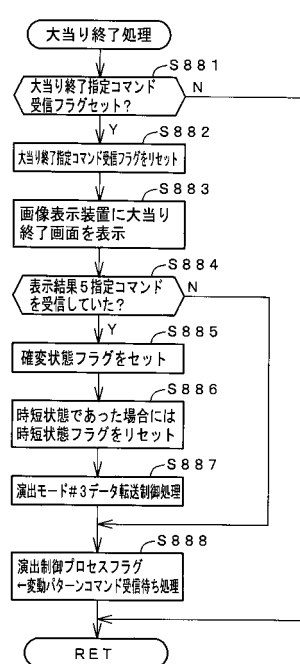 大当り終了処理
S881
大当り終了指定コマンド
受信フラグセット？
N
Y
S882
大当り終了指定コマンド受信フラグをリセット
S883
画像表示装置に大当り
終了画面を表示
S884
表示結果5指定コマンド
を受信していた？
N
Y
S885
確変状態フラグをセット
S886
時短状態であった場合には
時短状態フラグをリセット
S887
演出モード＃3データ転送制御処理
S888
演出制御プロセスフラグ
←変動パターンコマンド受信待ち処理
RET